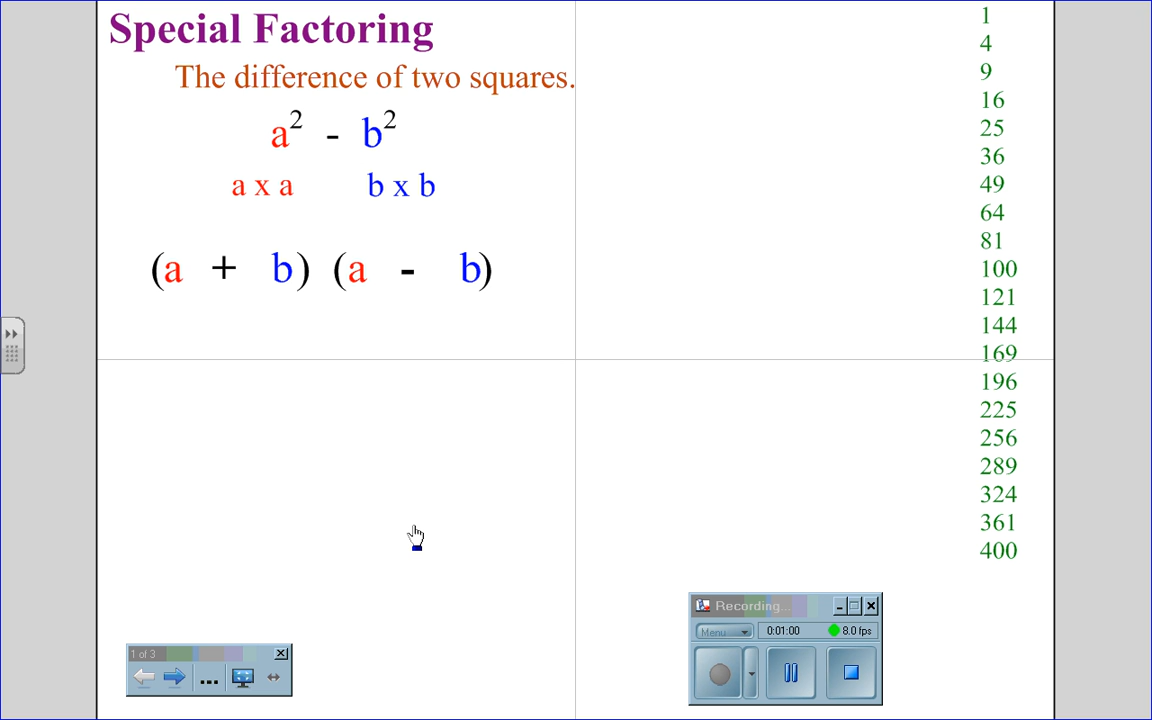 Special Factoring
The difference of two squares.
a² - b²
a x a b x b
(a + b) (a - b)
1
4
9
16
25
36
49
64
81
100
121
144
169
196
225
256
289
324
361
400
Recording...
Menu 0:01:00 8.0 fps
1 of 3
...